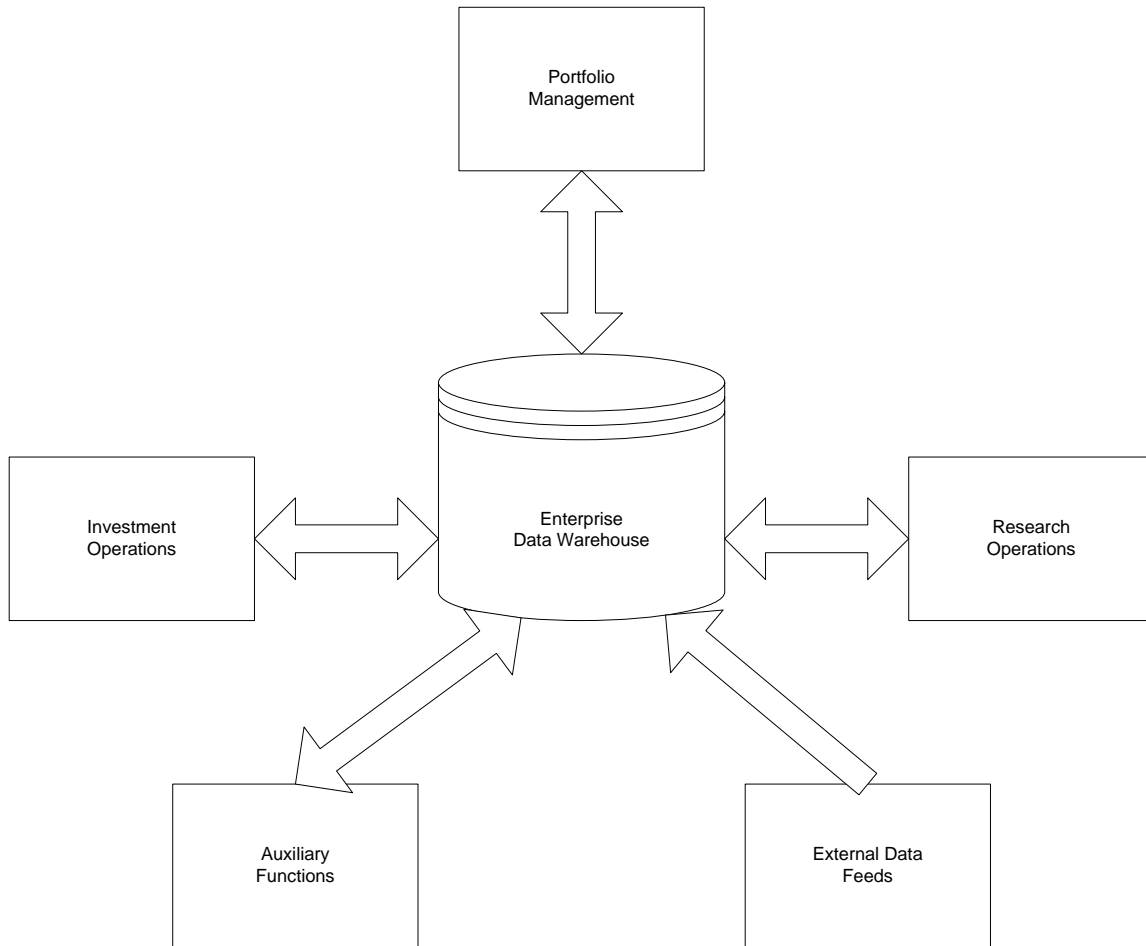 Portfolio
Management
Investment
Operations
Enterprise
Data Warehouse
Research
Operations
Auxiliary
Functions
External Data
Feeds